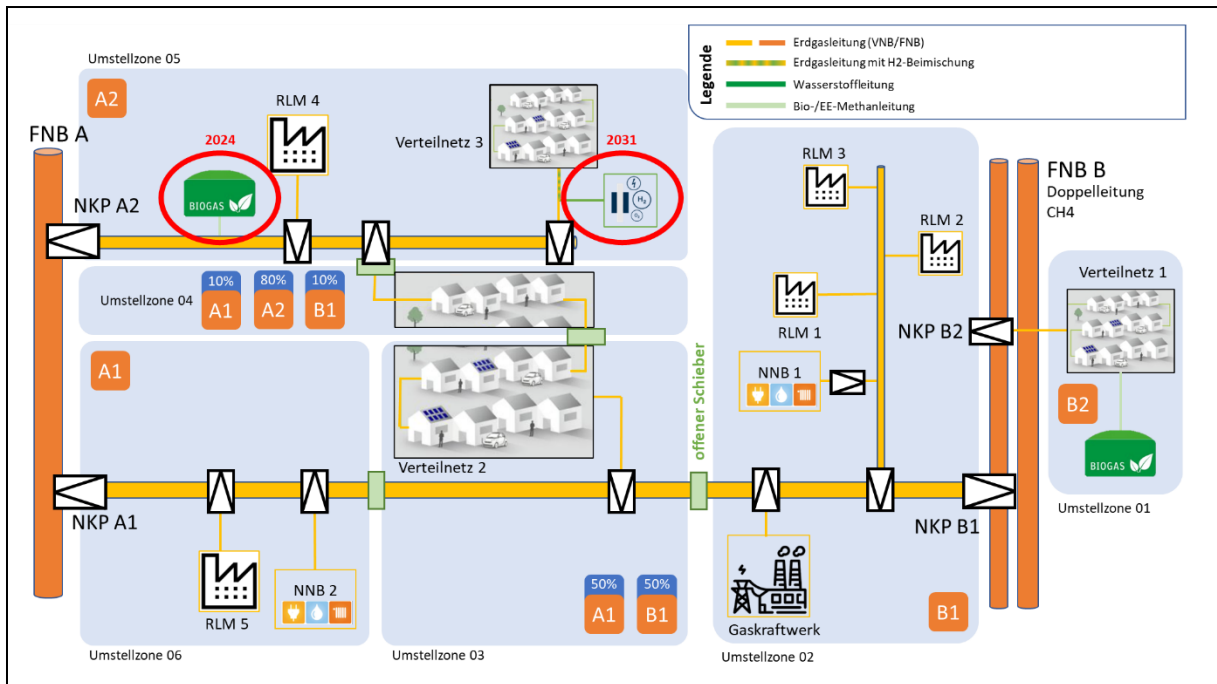 Legende
Erdgasleitung (VNB/FNB)
Erdgasleitung mit H2-Beimischung
Wasserstoffleitung
Bio-/EE-Methanleitung
Umstellzone 05
A2
FNB A
2024
RLM 4
BIOGAS
NKP A2
Verteilnetz 3
2031
H₂
Umstellzone 04
10%
A1
80%
A2
10%
B1
A1
NKP A1
RLM 5
NNB 2
Umstellzone 06
Verteilnetz 2
50%
A1
50%
B1
Umstellzone 03
offener Schieber
RLM 3
RLM 2
RLM 1
NNB 1
NKP B2
NKP B1
Gaskraftwerk
B1
Umstellzone 02
FNB B
Doppelleitung
CH4
Verteilnetz 1
B2
BIOGAS
Umstellzone 01